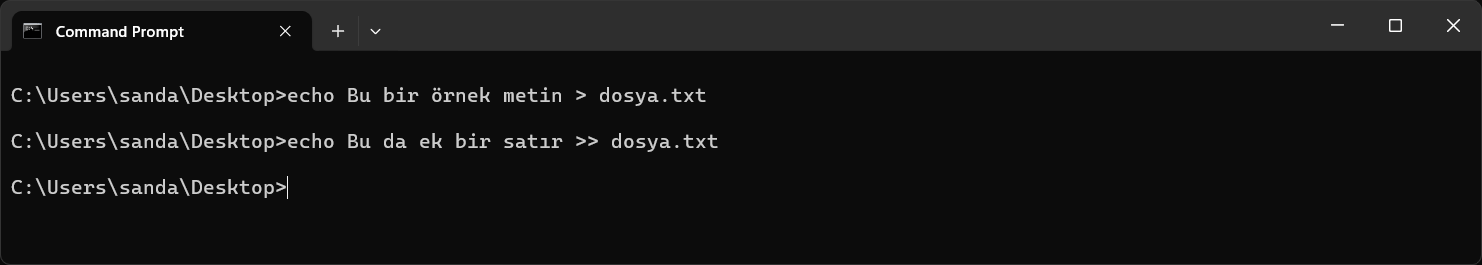 Command Prompt
C:\Users\sanda\Desktop>echo Bu bir örnek metin > dosya.txt
C:\Users\sanda\Desktop>echo Bu da ek bir satır >> dosya.txt
C:\Users\sanda\Desktop>